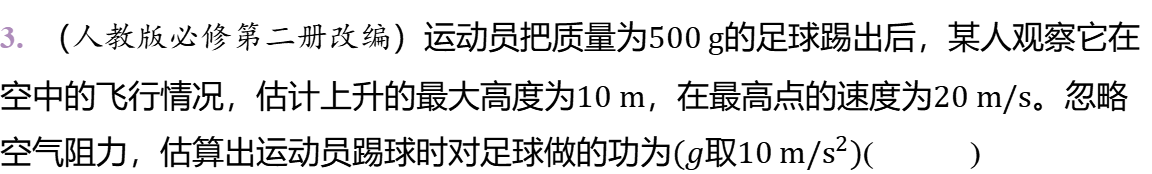 3. （人教版必修第二册改编）运动员把质量为500 g的足球踢出后，某人观察它在
空中的飞行情况，估计上升的最大高度为10 m，在最高点的速度为20 m/s。忽略
空气阻力，估算出运动员踢球时对足球做的功为(g取10 m/s²)(　　)